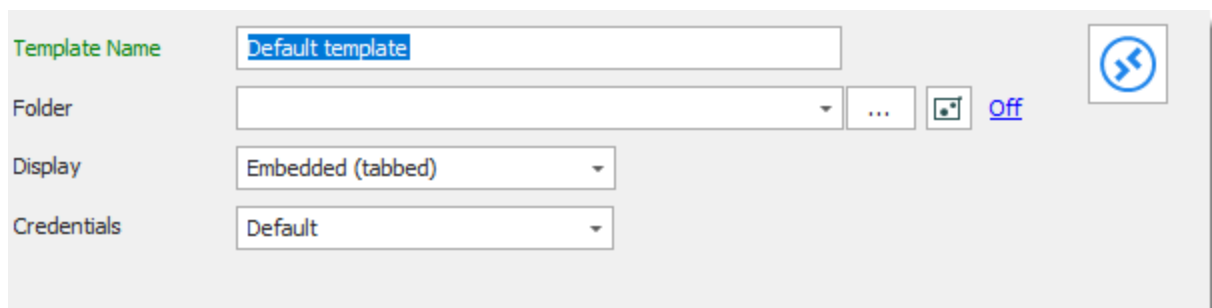 Template Name Default template
Folder ... Off
Display Embedded (tabbed)
Credentials Default